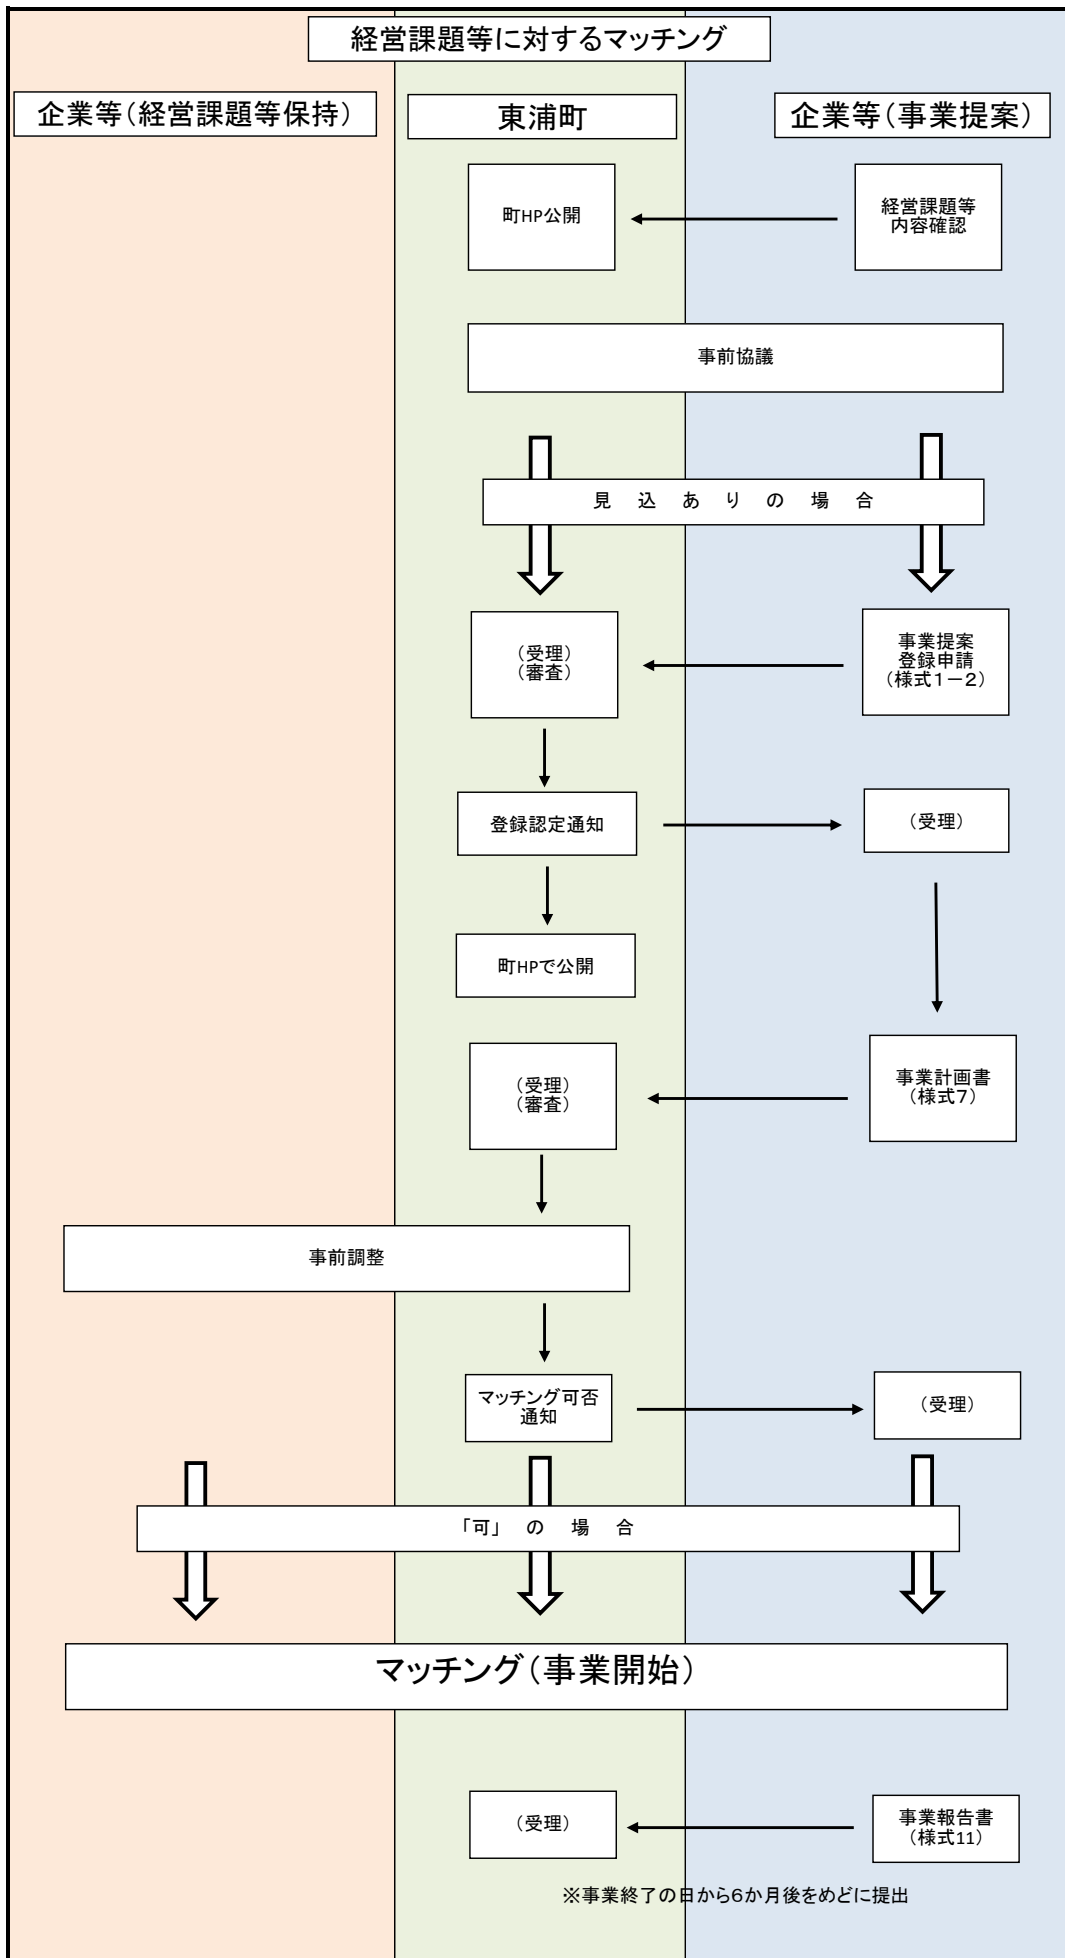 経営課題等に対するマッチング
企業等（経営課題等保持）
東浦町
企業等（事業提案）
町HP公開
経営課題等
内容確認
事前協議
見込ありの場合
（受理）
（審査）
事業提案
登録申請
（様式１－２）
登録認定通知
（受理）
町HPで公開
（受理）
（審査）
事業計画書
（様式７）
事前調整
マッチング可否
通知
（受理）
「可」の場合
マッチング（事業開始）
（受理）
事業報告書
（様式11）
※事業終了の日から６か月後をめどに提出